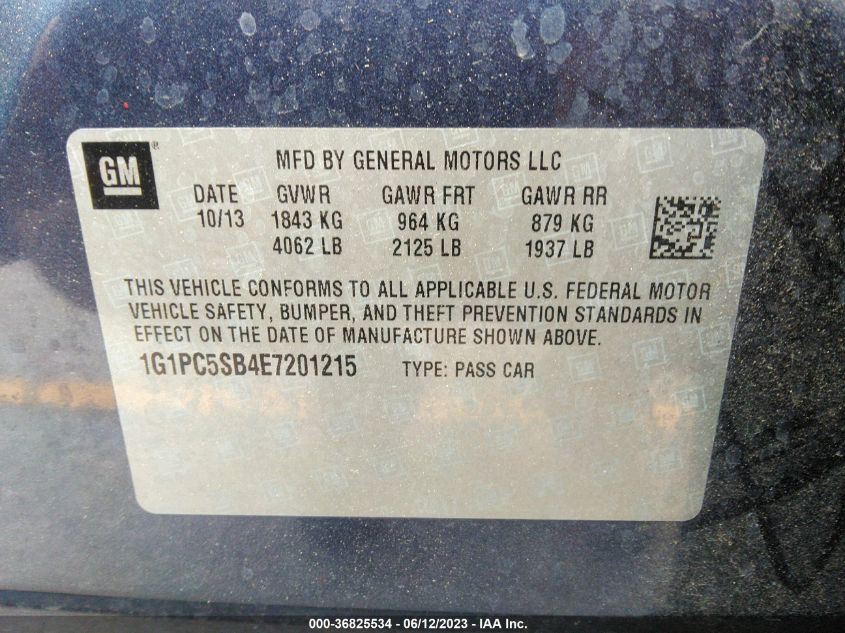 GM®
MFD BY GENERAL MOTORS LLC
DATE GVWR GAWR FRT GAWR RR
10/13 1843 KG 964 KG 879 KG
4062 LB 2125 LB 1937 LB
THIS VEHICLE CONFORMS TO ALL APPLICABLE U.S. FEDERAL MOTOR
VEHICLE SAFETY, BUMPER, AND THEFT PREVENTION STANDARDS IN
EFFECT ON THE DATE OF MANUFACTURE SHOWN ABOVE.
1G1PC5SB4E7201215 TYPE: PASS CAR
000-36825534 - 06/12/2023 - IAA Inc.